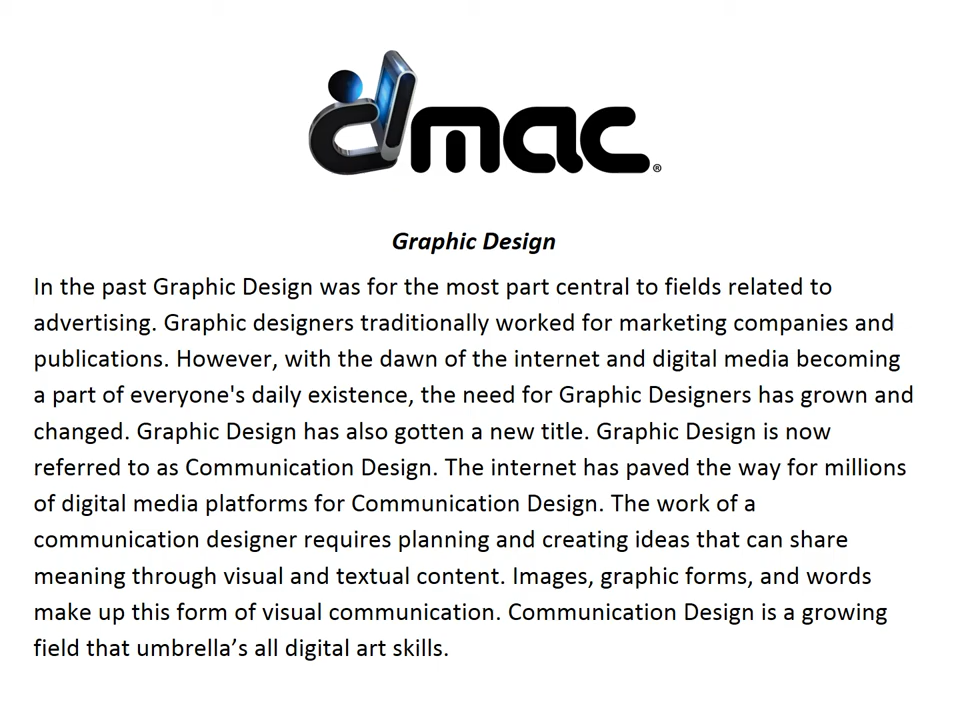 dmac®
Graphic Design
In the past Graphic Design was for the most part central to fields related to
advertising. Graphic designers traditionally worked for marketing companies and
publications. However, with the dawn of the internet and digital media becoming
a part of everyone's daily existence, the need for Graphic Designers has grown and
changed. Graphic Design has also gotten a new title. Graphic Design is now
referred to as Communication Design. The internet has paved the way for millions
of digital media platforms for Communication Design. The work of a
communication designer requires planning and creating ideas that can share
meaning through visual and textual content. Images, graphic forms, and words
make up this form of visual communication. Communication Design is a growing
field that umbrella’s all digital art skills.